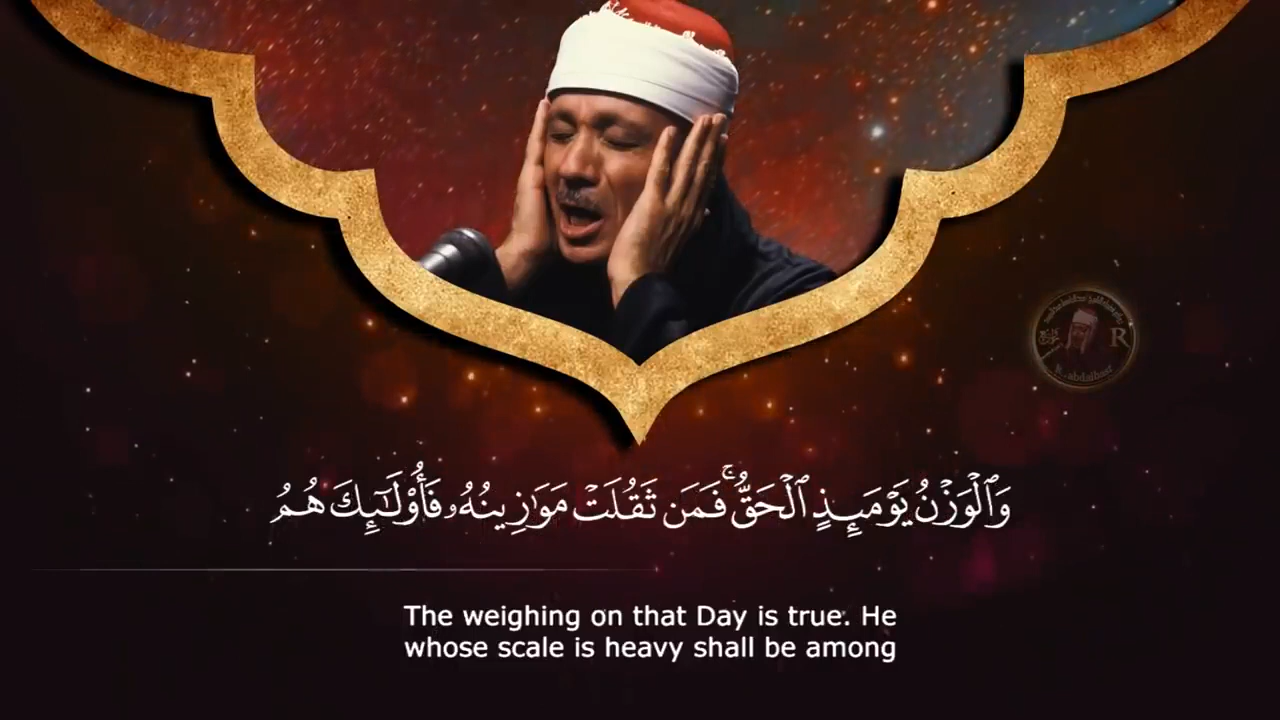 وَٱلْوَزْنُ يَوْمَئِذٍ ٱلْحَقُّ ۚ فَمَن ثَقُلَتْ مَوَٰزِينُهُۥ فَأُو۟لَـٰٓئِكَ هُمُ
The weighing on that Day is true. He
whose scale is heavy shall be among
R